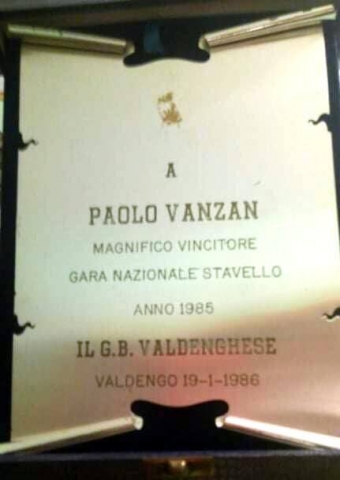 A
PAOLO VANZAN
MAGNIFICO VINCITORE
GARA NAZIONALE STAVELLO
ANNO 1985
IL G.B. VALDENGHESE
VALDENGO 19-1-1986